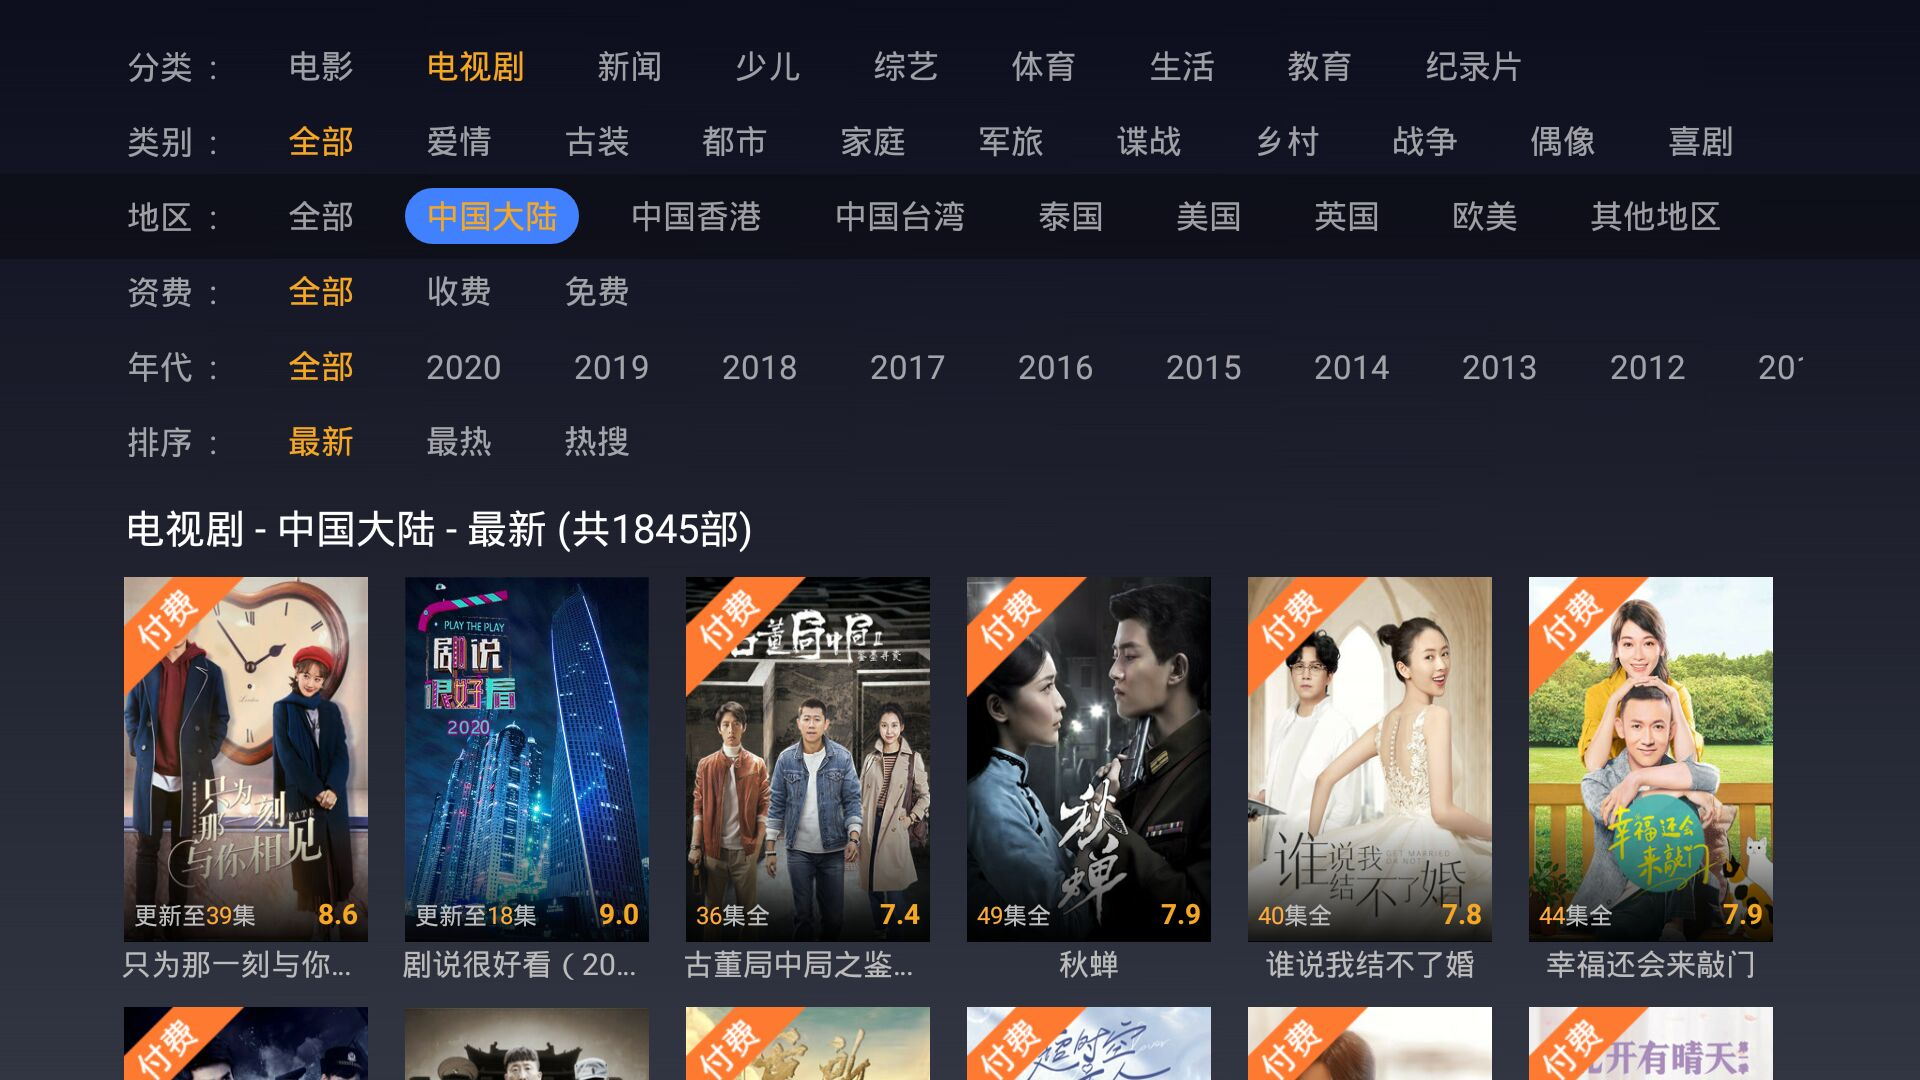 分类 : 电影 电视剧 新闻 少儿 综艺 体育 生活 教育 纪录片
类别 : 全部 爱情 古装 都市 家庭 军旅 谍战 乡村 战争 偶像 喜剧
地区 : 全部 中国大陆 中国香港 中国台湾 泰国 美国 英国 欧美 其他地区
资费 : 全部 收费 免费
年代 : 全部 2020 2019 2018 2017 2016 2015 2014 2013 2012
排序 : 最新 最热 热搜
电视剧 - 中国大陆 - 最新 (共1845部)
付费
只为
那一刻
FATE
与你相见
更新至39集 8.6
只为那一刻与你...
PLAY THE PLAY
剧说
很好看
2020
更新至18集 9.0
剧说很好看（20...
付费
古董局中局II
36集全 7.4
古董局中局之鉴...
付费
秋蝉
49集全 7.9
秋蝉
付费
谁说我
结不了婚
GET MARRIED
OR NOT
40集全 7.8
谁说我结不了婚
付费
幸福还会
来敲门
44集全 7.9
幸福还会来敲门
付费
付费
付费
超时空
付费
付费
开有晴天
第一季